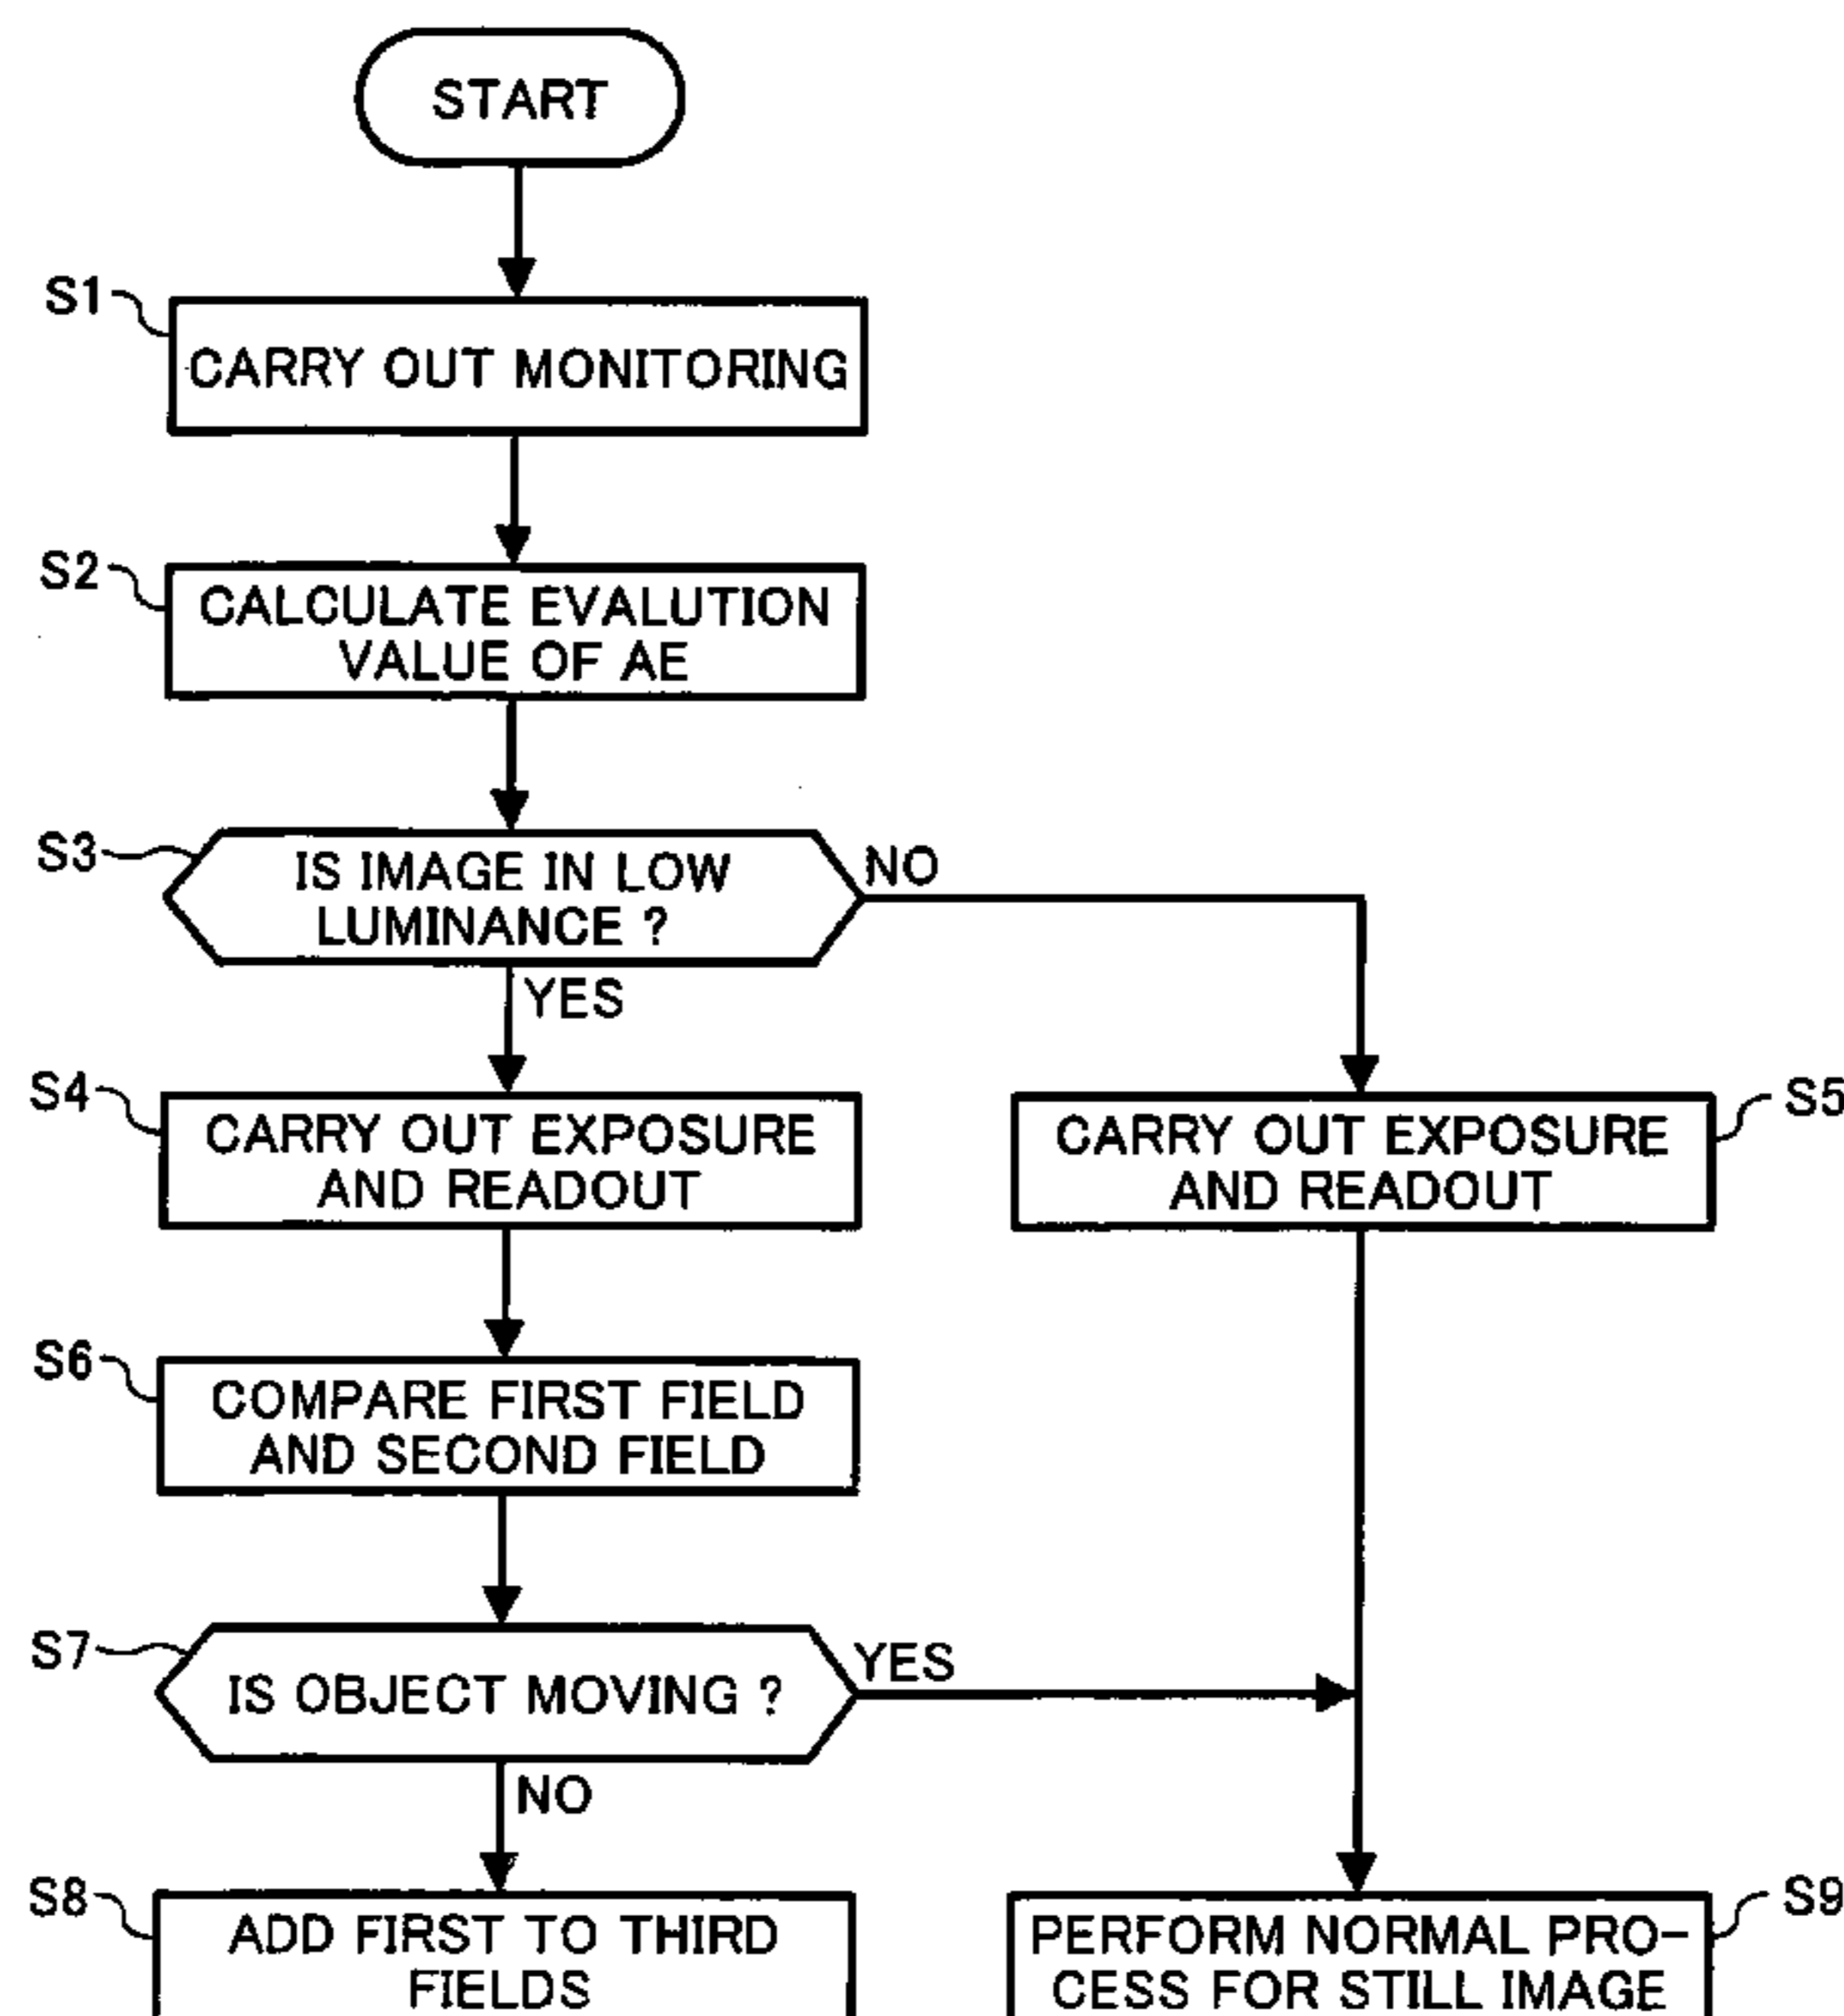 START
S1
CARRY OUT MONITORING
S2
CALCULATE EVALUTION
VALUE OF AE
S3
IS IMAGE IN LOW
LUMINANCE ?
NO
YES
S4
CARRY OUT EXPOSURE
AND READOUT
CARRY OUT EXPOSURE
AND READOUT
S5
S6
COMPARE FIRST FIELD
AND SECOND FIELD
S7
IS OBJECT MOVING ?
YES
NO
S8
ADD FIRST TO THIRD
FIELDS
PERFORM NORMAL PRO-
CESS FOR STILL IMAGE
S9